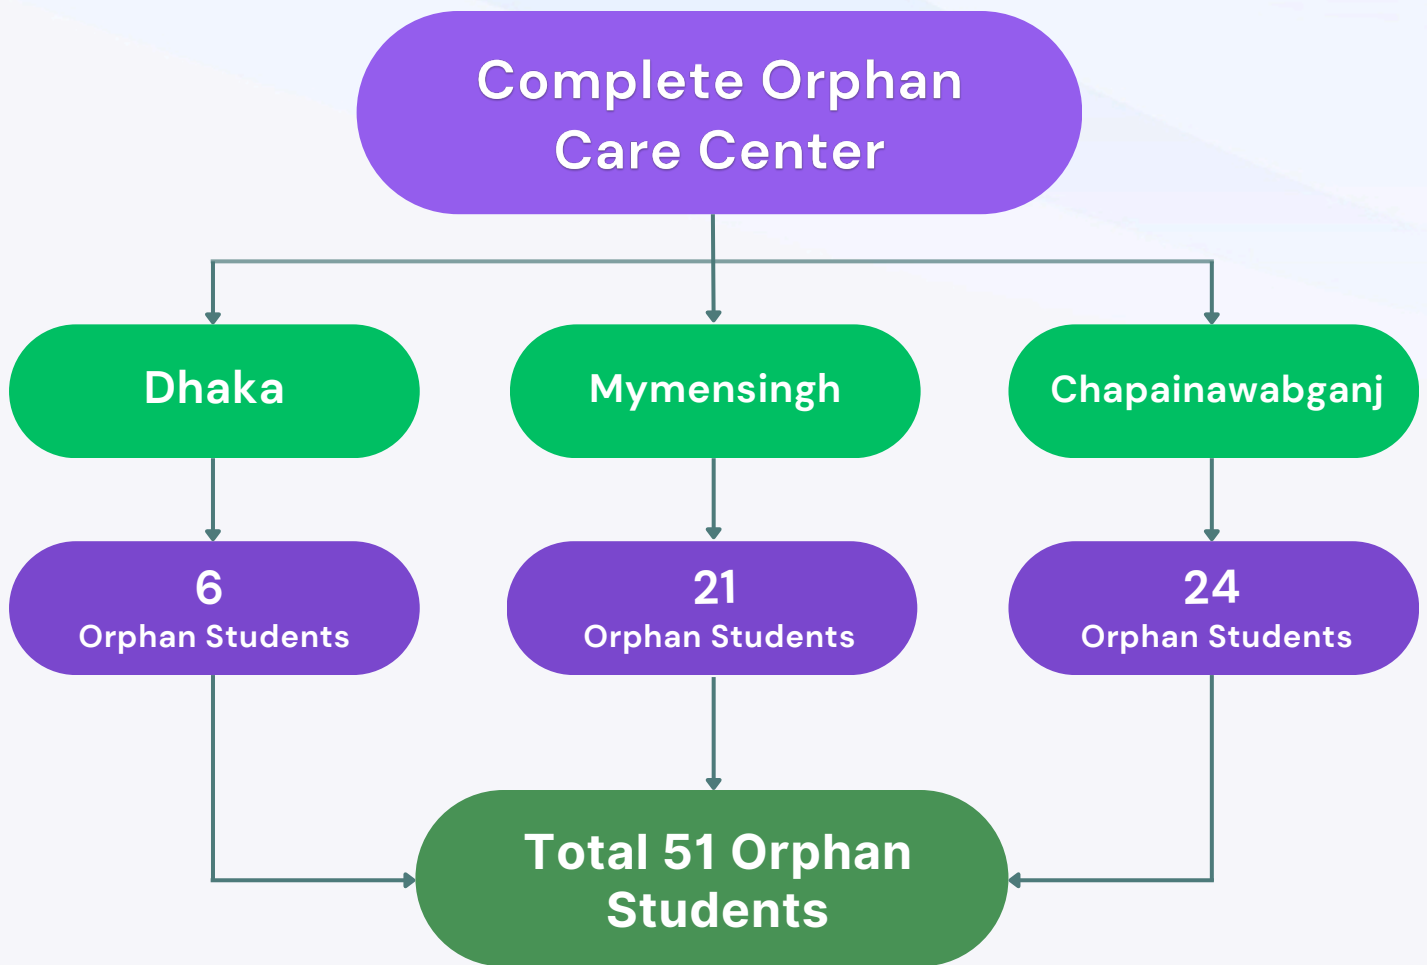 Complete Orphan
Care Center
Dhaka
Mymensingh
Chapainawabganj
6
Orphan Students
21
Orphan Students
24
Orphan Students
Total 51 Orphan
Students